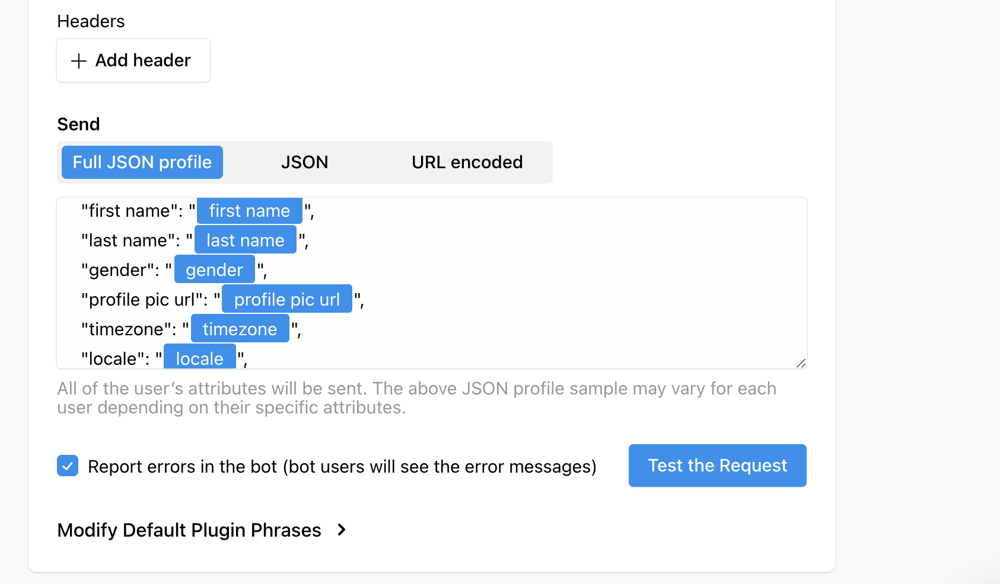 Headers
Add header
Send
Full JSON profile JSON URL encoded
"first name": " first name ",
"last name": " last name ",
"gender": " gender ",
"profile pic url": " profile pic url ",
"timezone": " timezone ",
"locale": " locale ",
All of the user’s attributes will be sent. The above JSON profile sample may vary for each
user depending on their specific attributes.
Report errors in the bot (bot users will see the error messages) Test the Request
Modify Default Plugin Phrases